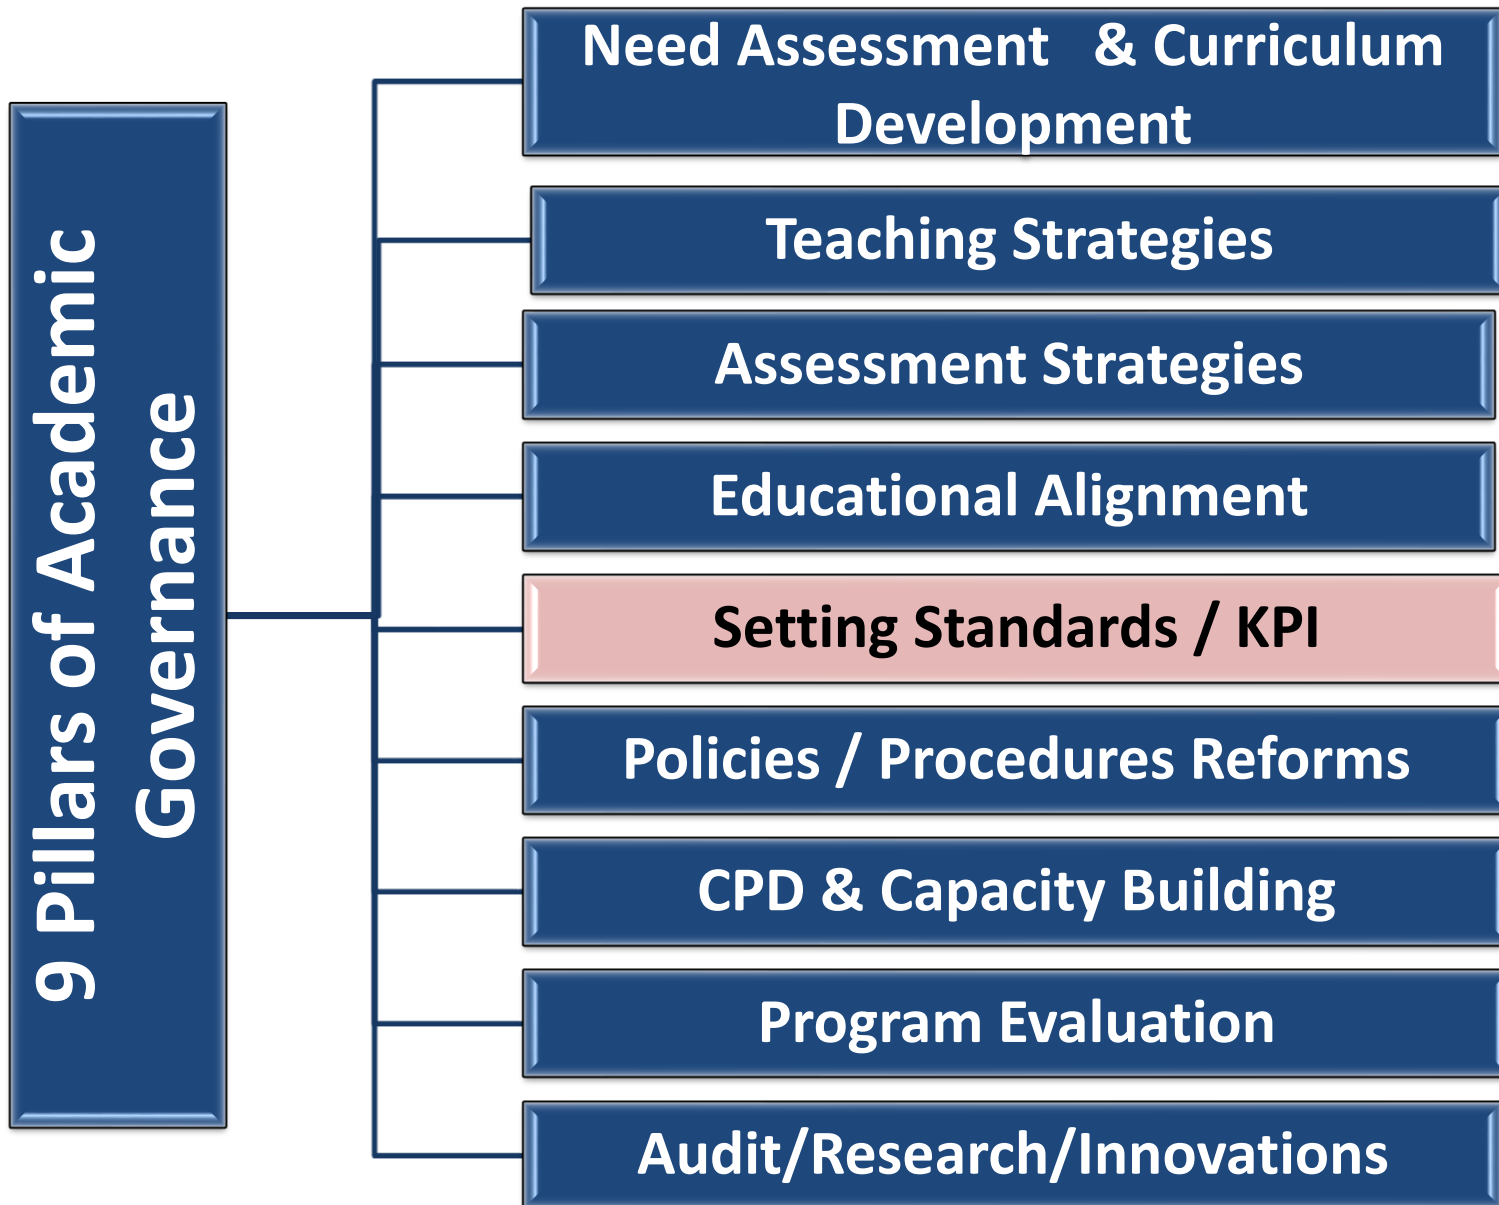 9 Pillars of Academic
Governance
Need Assessment & Curriculum
Development
Teaching Strategies
Assessment Strategies
Educational Alignment
Setting Standards / KPI
Policies / Procedures Reforms
CPD & Capacity Building
Program Evaluation
Audit/Research/Innovations